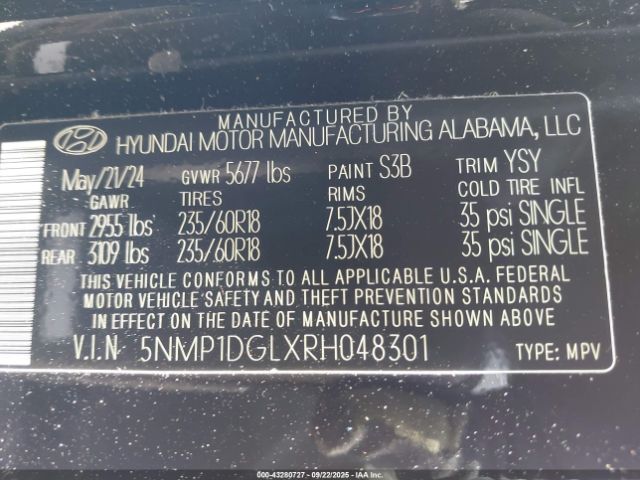 MANUFACTURED BY
HYUNDAI MOTOR MANUFACTURING ALABAMA, LLC
May/21/24 GVWR 5677 lbs PAINT S3B TRIM YSY
GAWR TIRES RIMS COLD TIRE INFL
FRONT 2955 lbs 235/60R18 7.5JX18 35 psi SINGLE
REAR 3109 lbs 235/60R18 7.5JX18 35 psi SINGLE
THIS VEHICLE CONFORMS TO ALL APPLICABLE U.S.A. FEDERAL
MOTOR VEHICLE SAFETY AND THEFT PREVENTION STANDARDS
IN EFFECT ON THE DATE OF MANUFACTURE SHOWN ABOVE.
V.I.N 5NMP1DGLXRH048301 TYPE: MPV
000-43280727 - 09/22/2025 - IAAI.COM